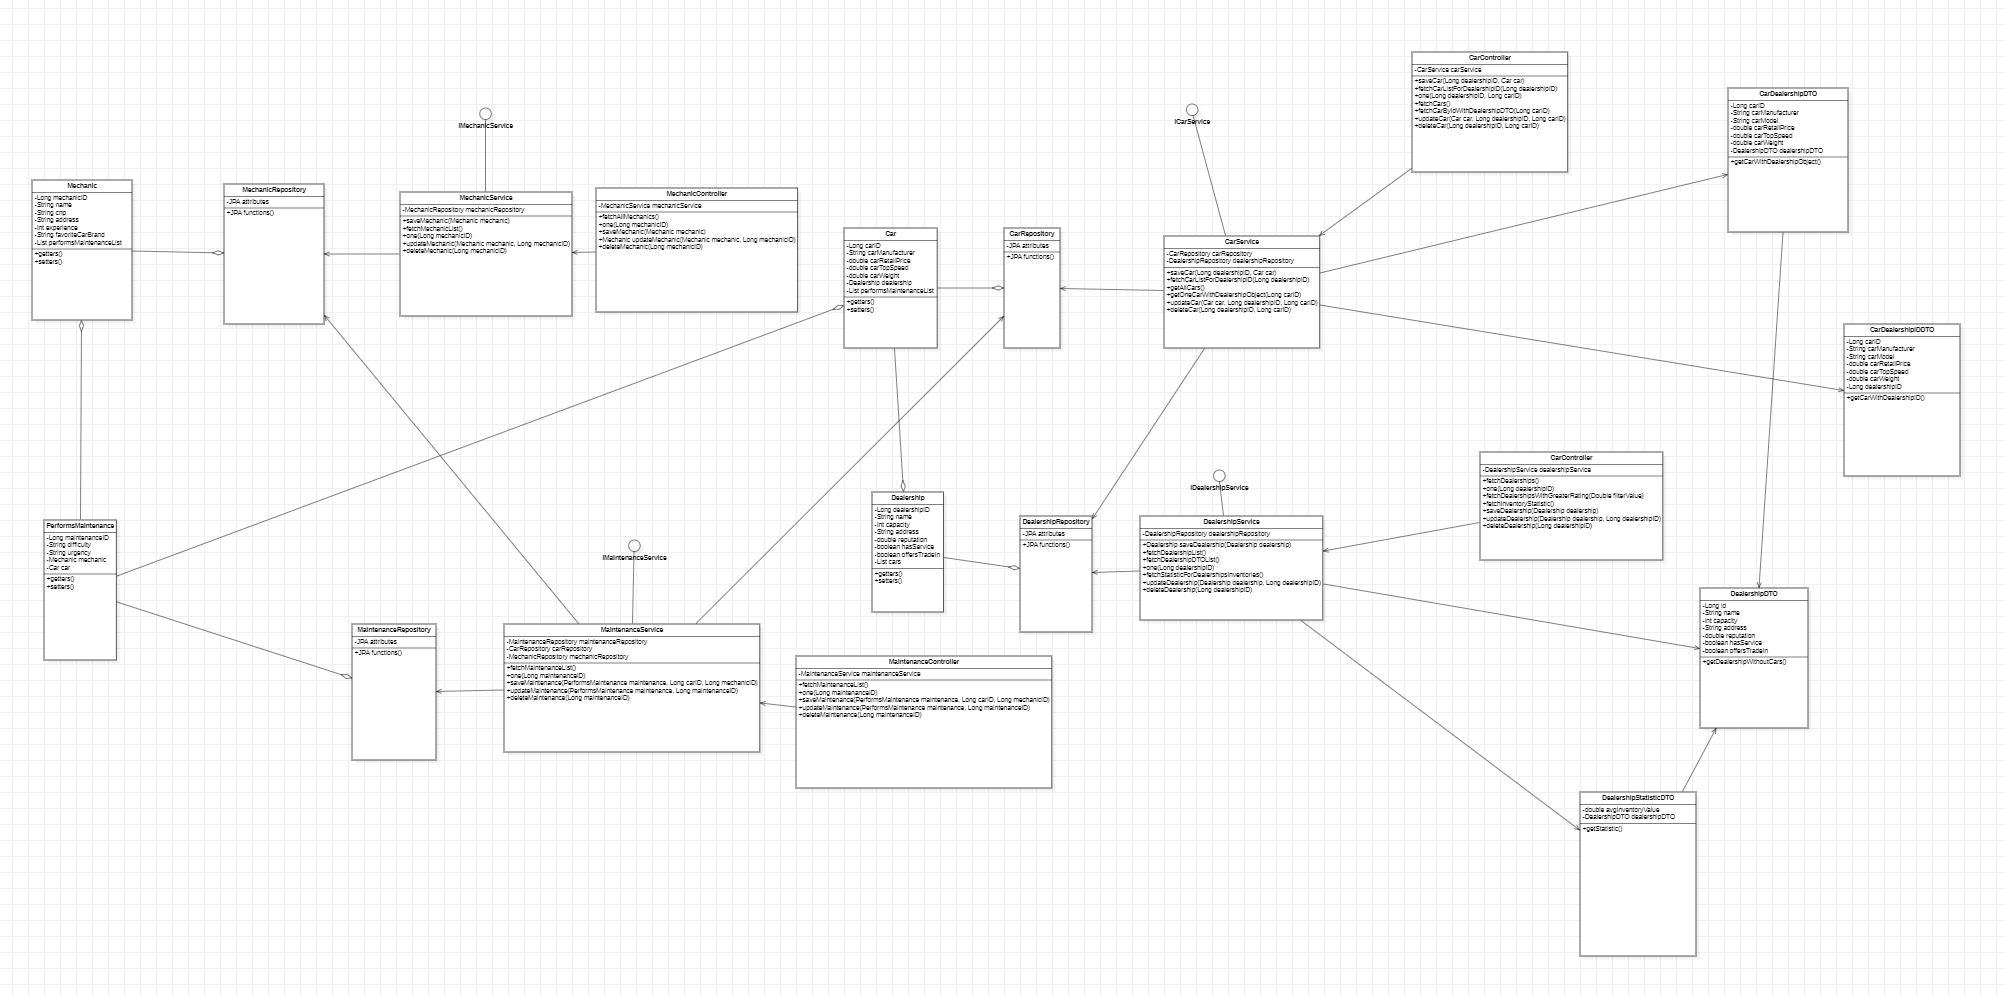 CarController
-CarService carService
+saveCar(Long dealershipID, Car car)
+fetchCarListForDealershipID(Long dealershipID)
+one(Long dealershipID, Long carID)
+fetchCars()
+fetchCarByIdWithDealershipDTO(Long carID)
+updateCar(Car car, Long dealershipID, Long carID)
+deleteCar(Long dealershipID, Long carID)
CarDealershipDTO
-Long carID
-String carManufacturer
-String carModel
-double carRetailPrice
-double carTopSpeed
-double carWeight
-DealershipDTO dealershipDTO
+getCarWithDealershipObject()
IMechanicService
ICarService
Mechanic
-Long mechanicID
-String name
-String cnp
-String address
-int experience
-String favoriteCarBrand
-List performsMaintenanceList
+getters()
+setters()
MechanicRepository
-JPA attributes
+JPA functions()
MechanicService
-MechanicRepository mechanicRepository
+saveMechanic(Mechanic mechanic)
+fetchMechanicList()
+one(Long mechanicID)
+updateMechanic(Mechanic mechanic, Long mechanicID)
+deleteMechanic(Long mechanicID)
MechanicController
-MechanicService mechanicService
+fetchAllMechanics()
+one(Long mechanicID)
+saveMechanic(Mechanic mechanic)
+Mechanic updateMechanic(Mechanic mechanic, Long mechanicID)
+deleteMechanic(Long mechanicID)
Car
-Long carID
-String carManufacturer
-double carRetailPrice
-double carTopSpeed
-double carWeight
-Dealership dealership
-List performsMaintenanceList
+getters()
+setters()
CarRepository
-JPA attributes
+JPA functions()
CarService
-CarRepository carRepository
-DealershipRepository dealershipRepository
+saveCar(Long dealershipID, Car car)
+fetchCarListForDealershipID(Long dealershipID)
+getAllCars()
+getOneCarWithDealershipObject(Long carID)
+updateCar(Car car, Long dealershipID, Long carID)
+deleteCar(Long dealershipID, Long carID)
CarDealershipIDDTO
-Long carID
-String carManufacturer
-String carModel
-double carRetailPrice
-double carTopSpeed
-double carWeight
-Long dealershipID
+getCarWithDealershipID()
CarController
-DealershipService dealershipService
+fetchDealerships()
+one(Long dealershipID)
+fetchDealershipsWithGreaterRating(Double filterValue)
+fetchInventoryStatistic()
+saveDealership(Dealership dealership)
+updateDealership(Dealership dealership, Long dealershipID)
+deleteDealership(Long dealershipID)
IDealershipService
Dealership
-Long dealershipID
-String name
-int capacity
-String address
-double reputation
-boolean hasService
-boolean offersTradeIn
-List cars
+getters()
+setters()
DealershipRepository
-JPA attributes
+JPA functions()
DealershipService
-DealershipRepository dealershipRepository
+Dealership saveDealership(Dealership dealership)
+fetchDealershipList()
+fetchDealershipDTOList()
+one(Long dealershipID)
+fetchStatisticForDealershipsInventories()
+updateDealership(Dealership dealership, Long dealershipID)
+deleteDealership(Long dealershipID)
PerformsMaintenance
-Long maintenanceID
-String difficulty
-String urgency
-Mechanic mechanic
-Car car
+getters()
+setters()
IMaintenanceService
DealershipDTO
-Long id
-String name
-int capacity
-String address
-double reputation
-boolean hasService
-boolean offersTradeIn
+getDealershipWithoutCars()
MaintenanceRepository
-JPA attributes
+JPA functions()
MaintenanceService
-MaintenanceRepository maintenanceRepository
-CarRepository carRepository
-MechanicRepository mechanicRepository
+fetchMaintenanceList()
+one(Long maintenanceID)
+saveMaintenance(PerformsMaintenance maintenance, Long carID, Long mechanicID)
+updateMaintenance(PerformsMaintenance maintenance, Long maintenanceID)
+deleteMaintenance(Long maintenanceID)
MaintenanceController
-MaintenanceService maintenanceService
+fetchMaintenanceList()
+one(Long maintenanceID)
+saveMaintenance(PerformsMaintenance maintenance, Long carID, Long mechanicID)
+updateMaintenance(PerformsMaintenance maintenance, Long maintenanceID)
+deleteMaintenance(Long maintenanceID)
DealershipStatisticDTO
-double avgInventoryValue
-DealershipDTO dealershipDTO
+getStatistic()